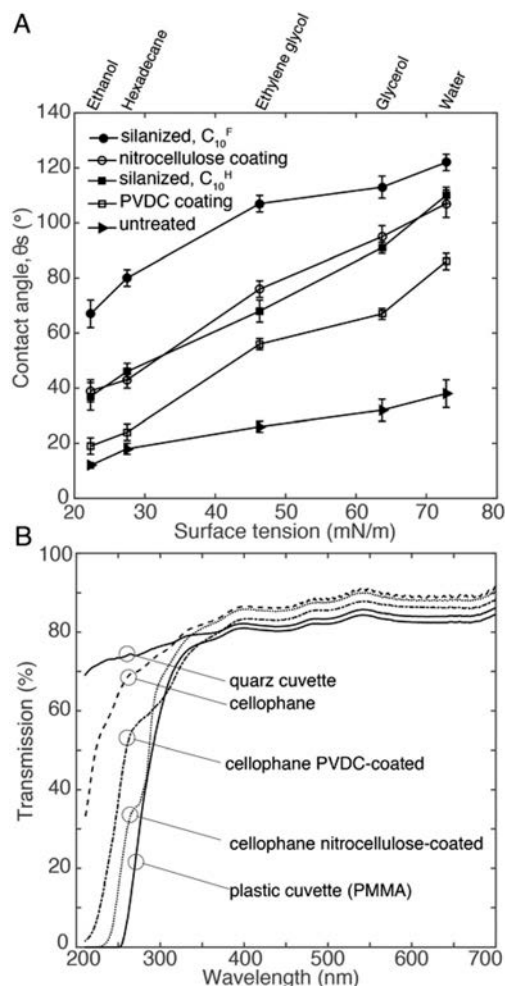 A
Ethanol
Hexadecane
Ethylene glycol
Glycerol
Water
140
120
100
80
60
40
20
0
Contact angle, θs (°)
silanized, C10F
nitrocellulose coating
silanized, C10H
PVDC coating
untreated
20 30 40 50 60 70 80
Surface tension (mN/m)
B
100
80
60
40
20
0
Transmission (%)
quarz cuvette
cellophane
cellophane PVDC-coated
cellophane nitrocellulose-coated
plastic cuvette (PMMA)
200 300 400 500 600 700
Wavelength (nm)